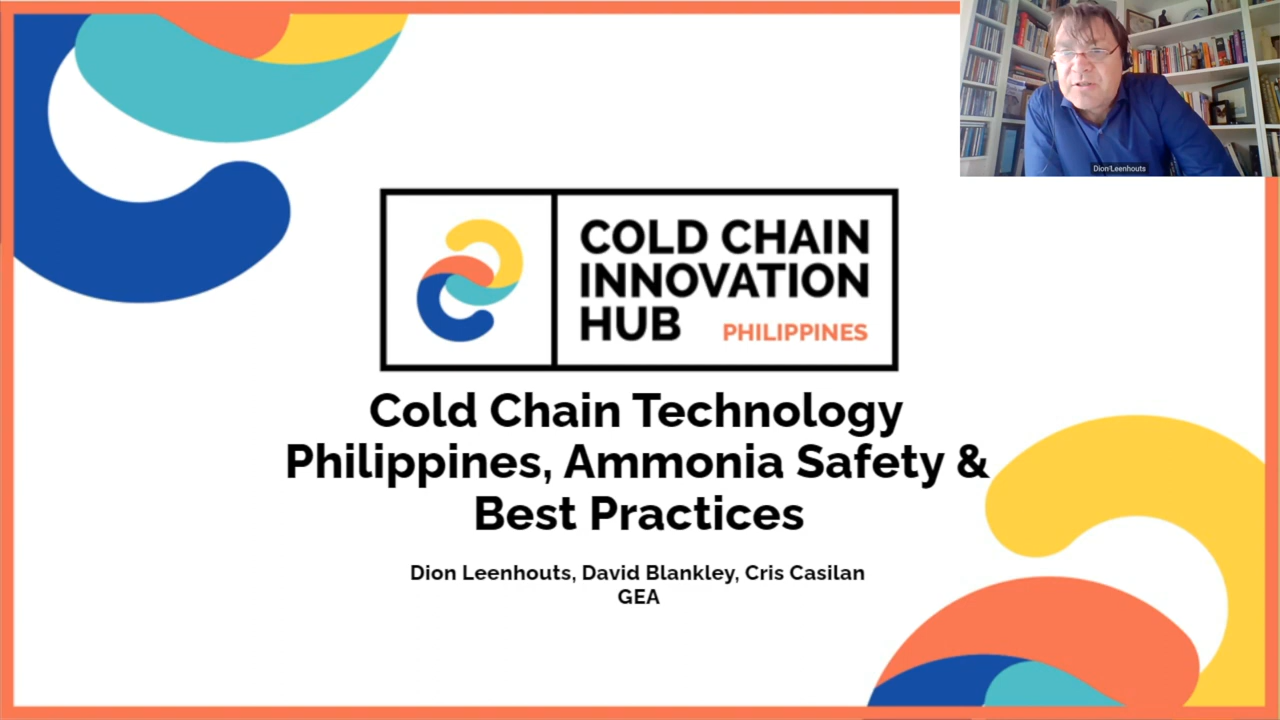 Dion Leenhouts
COLD CHAIN
INNOVATION
HUB PHILIPPINES
Cold Chain Technology
Philippines, Ammonia Safety &
Best Practices
Dion Leenhouts, David Blankley, Cris Casilan
GEA